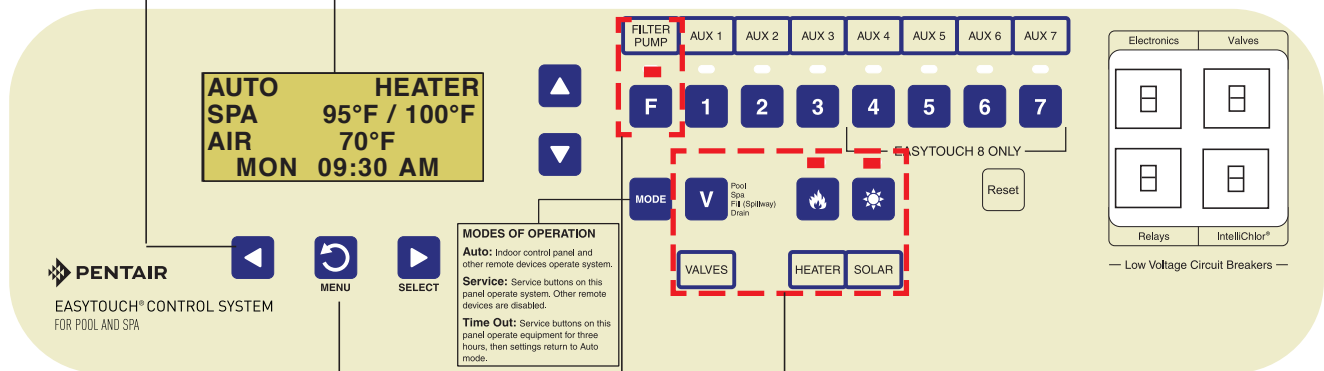 FILTER
PUMP
AUX 1
AUX 2
AUX 3
AUX 4
AUX 5
AUX 6
AUX 7
Electronics
Valves
AUTO HEATER
SPA 95°F / 100°F
AIR 70°F
MON 09:30 AM
F
1
2
3
4
5
6
7
EASYTOUCH 8 ONLY
MODE
V
Pool
Spa
Fill (Spillway)
Drain
Reset
MODES OF OPERATION
Auto: Indoor control panel and
other remote devices operate system.
Service: Service buttons on this
panel operate system. Other remote
devices are disabled.
Time Out: Service buttons on this
panel operate equipment for three
hours, then settings return to Auto
mode.
VALVES
HEATER
SOLAR
Relays
IntelliChlor®
Low Voltage Circuit Breakers
PENTAIR
MENU
SELECT
EASYTOUCH® CONTROL SYSTEM
FOR POOL AND SPA